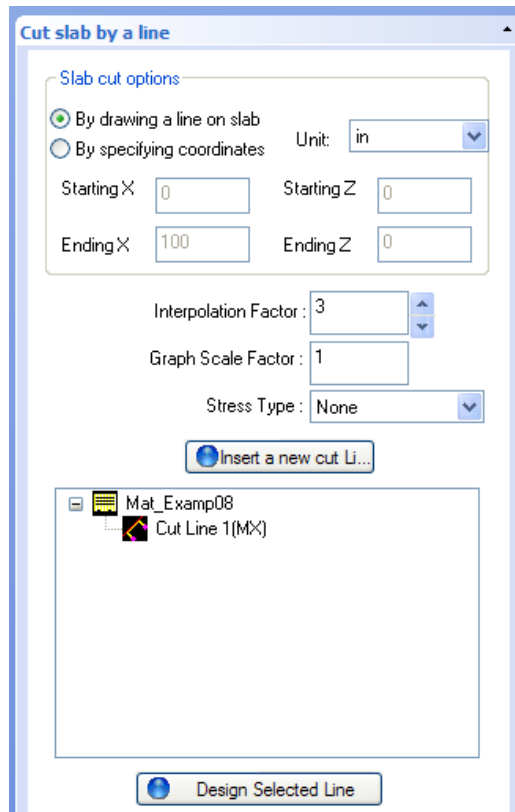 Cut slab by a line
Slab cut options
By drawing a line on slab
By specifying coordinates
Unit: in
Starting X 0 Starting Z 0
Ending X 100 Ending Z 0
Interpolation Factor : 3
Graph Scale Factor : 1
Stress Type : None
Insert a new cut Li...
Mat_Examp08
Cut Line 1(MX)
Design Selected Line